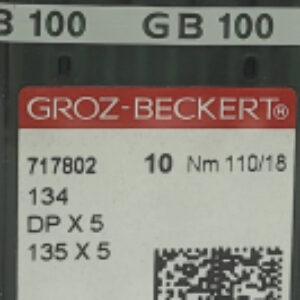 B 100 GB 100
GROZ-BECKERT®
717802 10 Nm 110/18
134
DP X 5
135 X 5